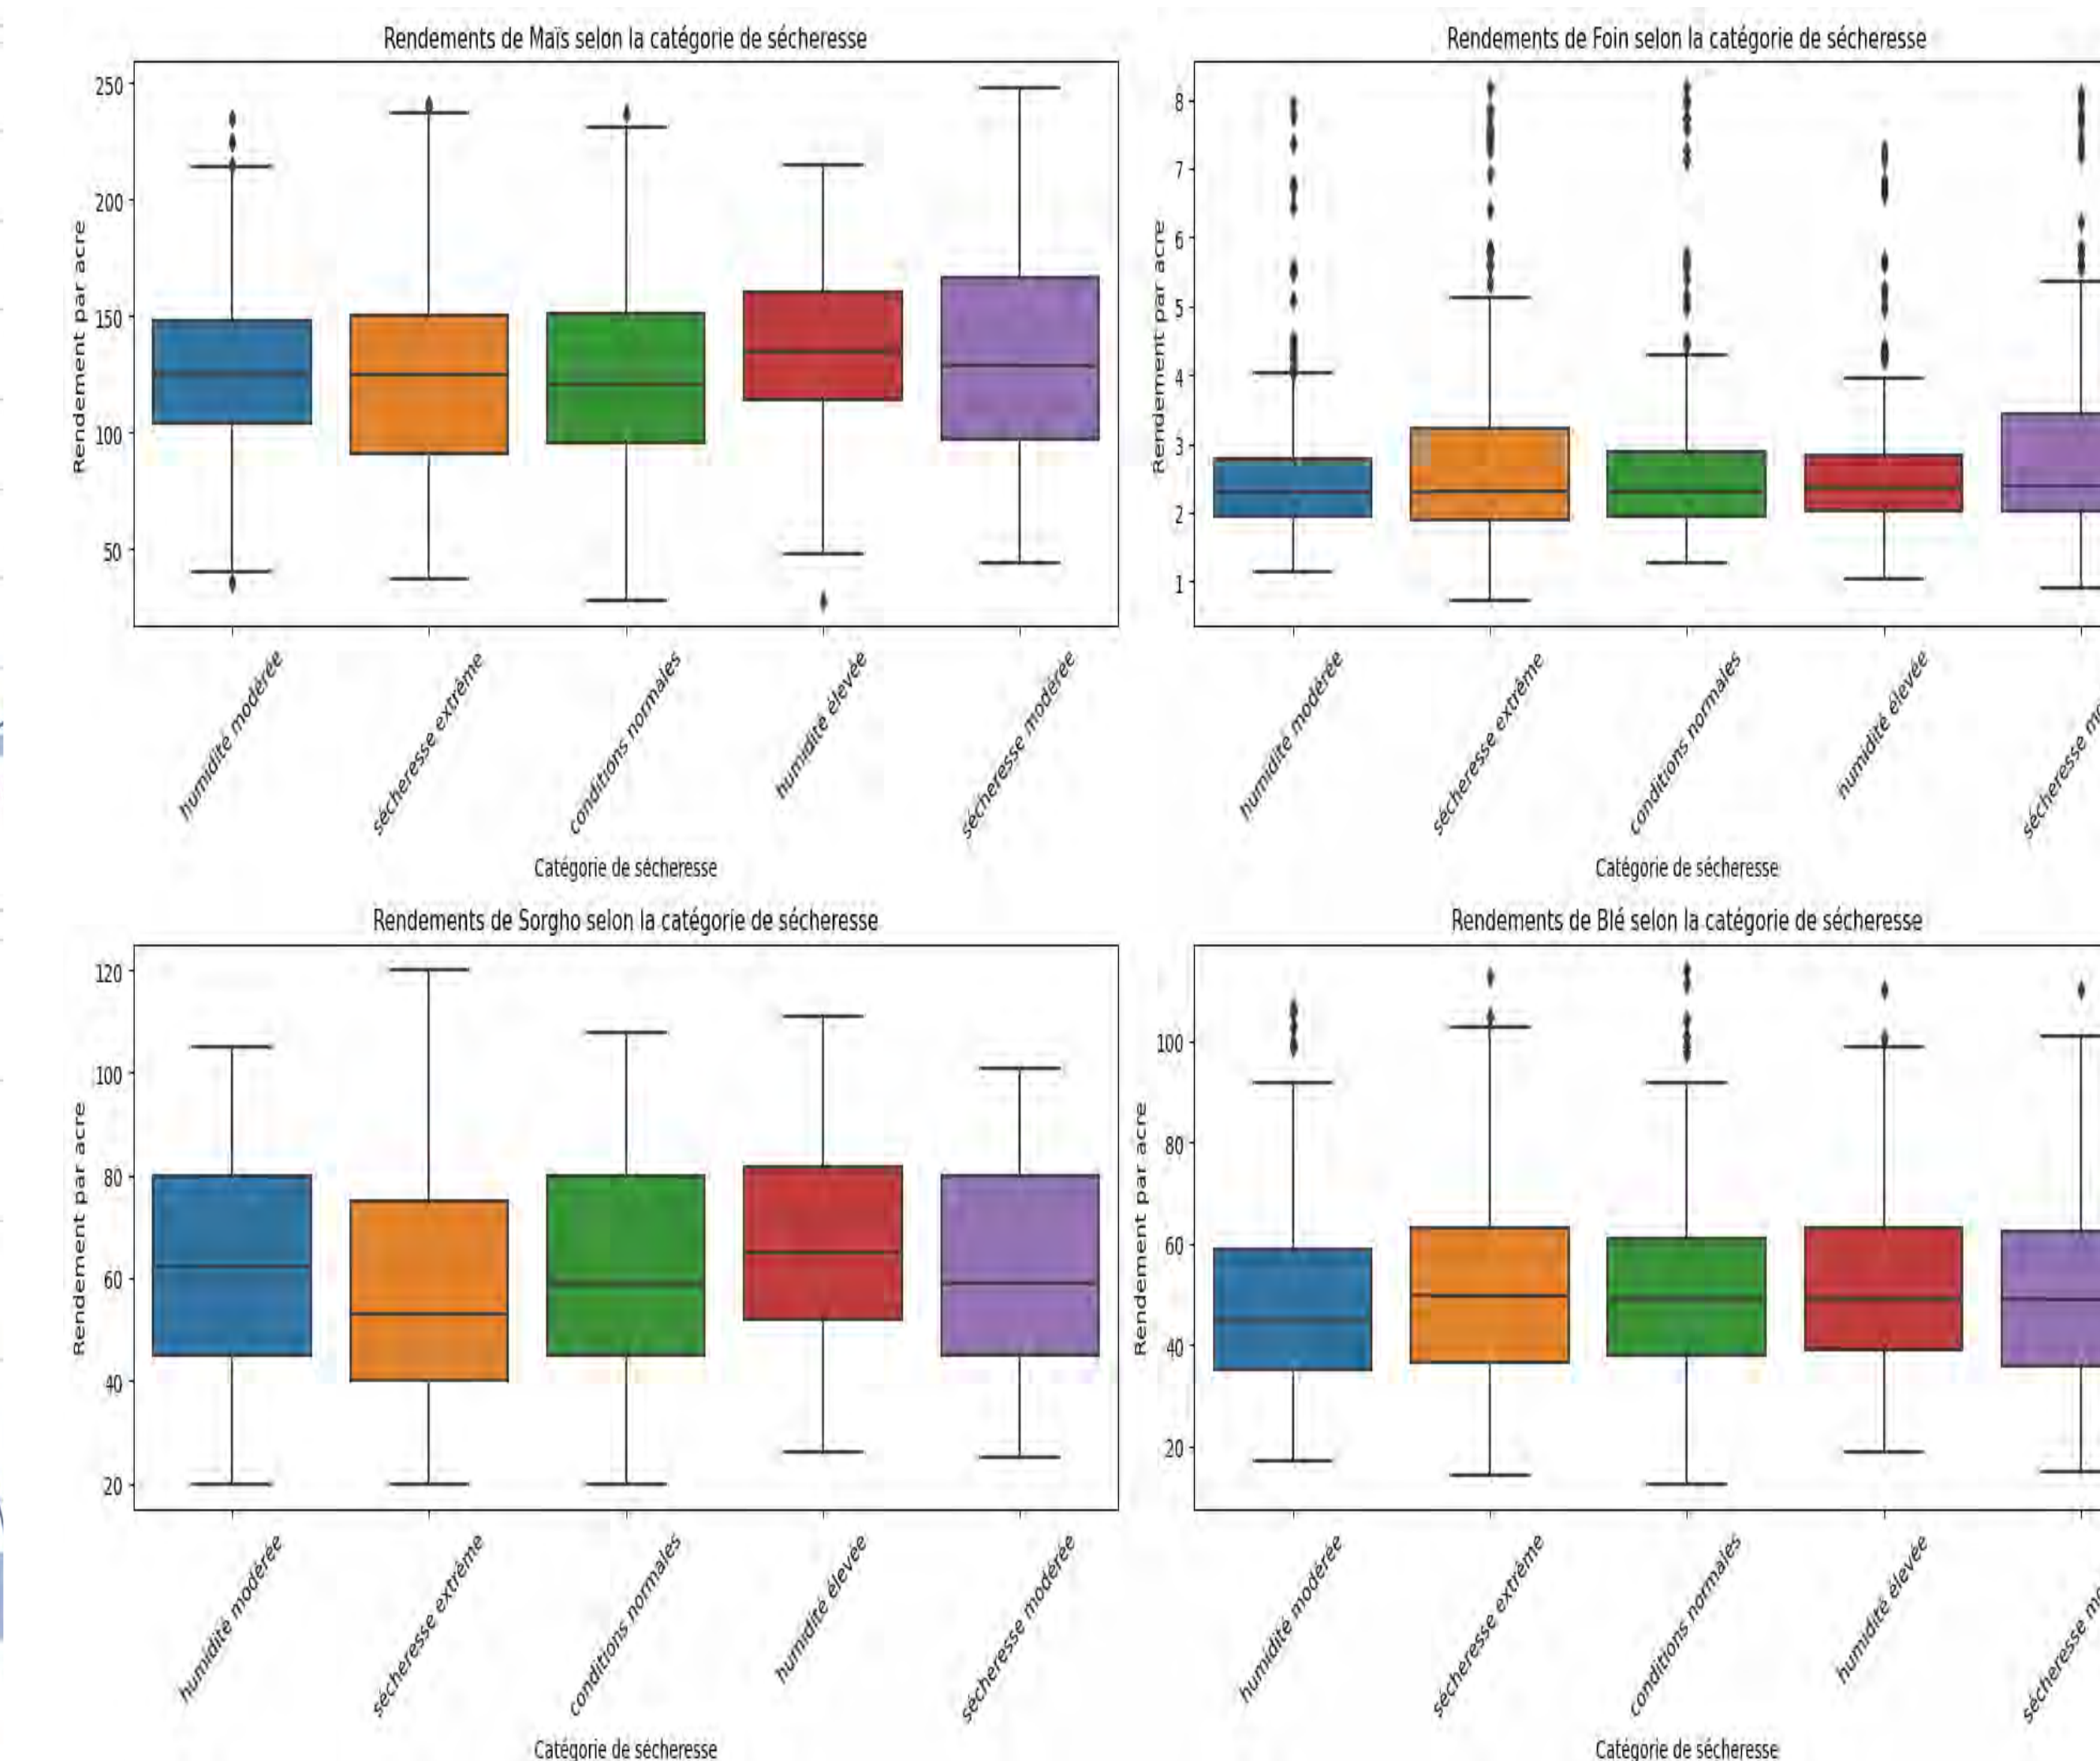 Rendements de Maïs selon la catégorie de sécheresse
Rendement par acre
250
200
150
100
50
humidité modérée
sécheresse extrême
conditions normales
humidité élevée
sécheresse modérée
Catégorie de sécheresse
Rendements de Foin selon la catégorie de sécheresse
Rendement par acre
8
7
6
5
4
3
2
1
humidité modérée
sécheresse extrême
conditions normales
humidité élevée
sécheresse
Catégorie de sécheresse
Rendements de Sorgho selon la catégorie de sécheresse
Rendement par acre
120
100
80
60
40
20
humidité modérée
sécheresse extrême
conditions normales
humidité élevée
sécheresse modérée
Catégorie de sécheresse
Rendements de Blé selon la catégorie de sécheresse
Rendement par acre
100
80
60
40
20
humidité modérée
sécheresse extrême
conditions normales
humidité élevée
sécheresse
Catégorie de sécheresse